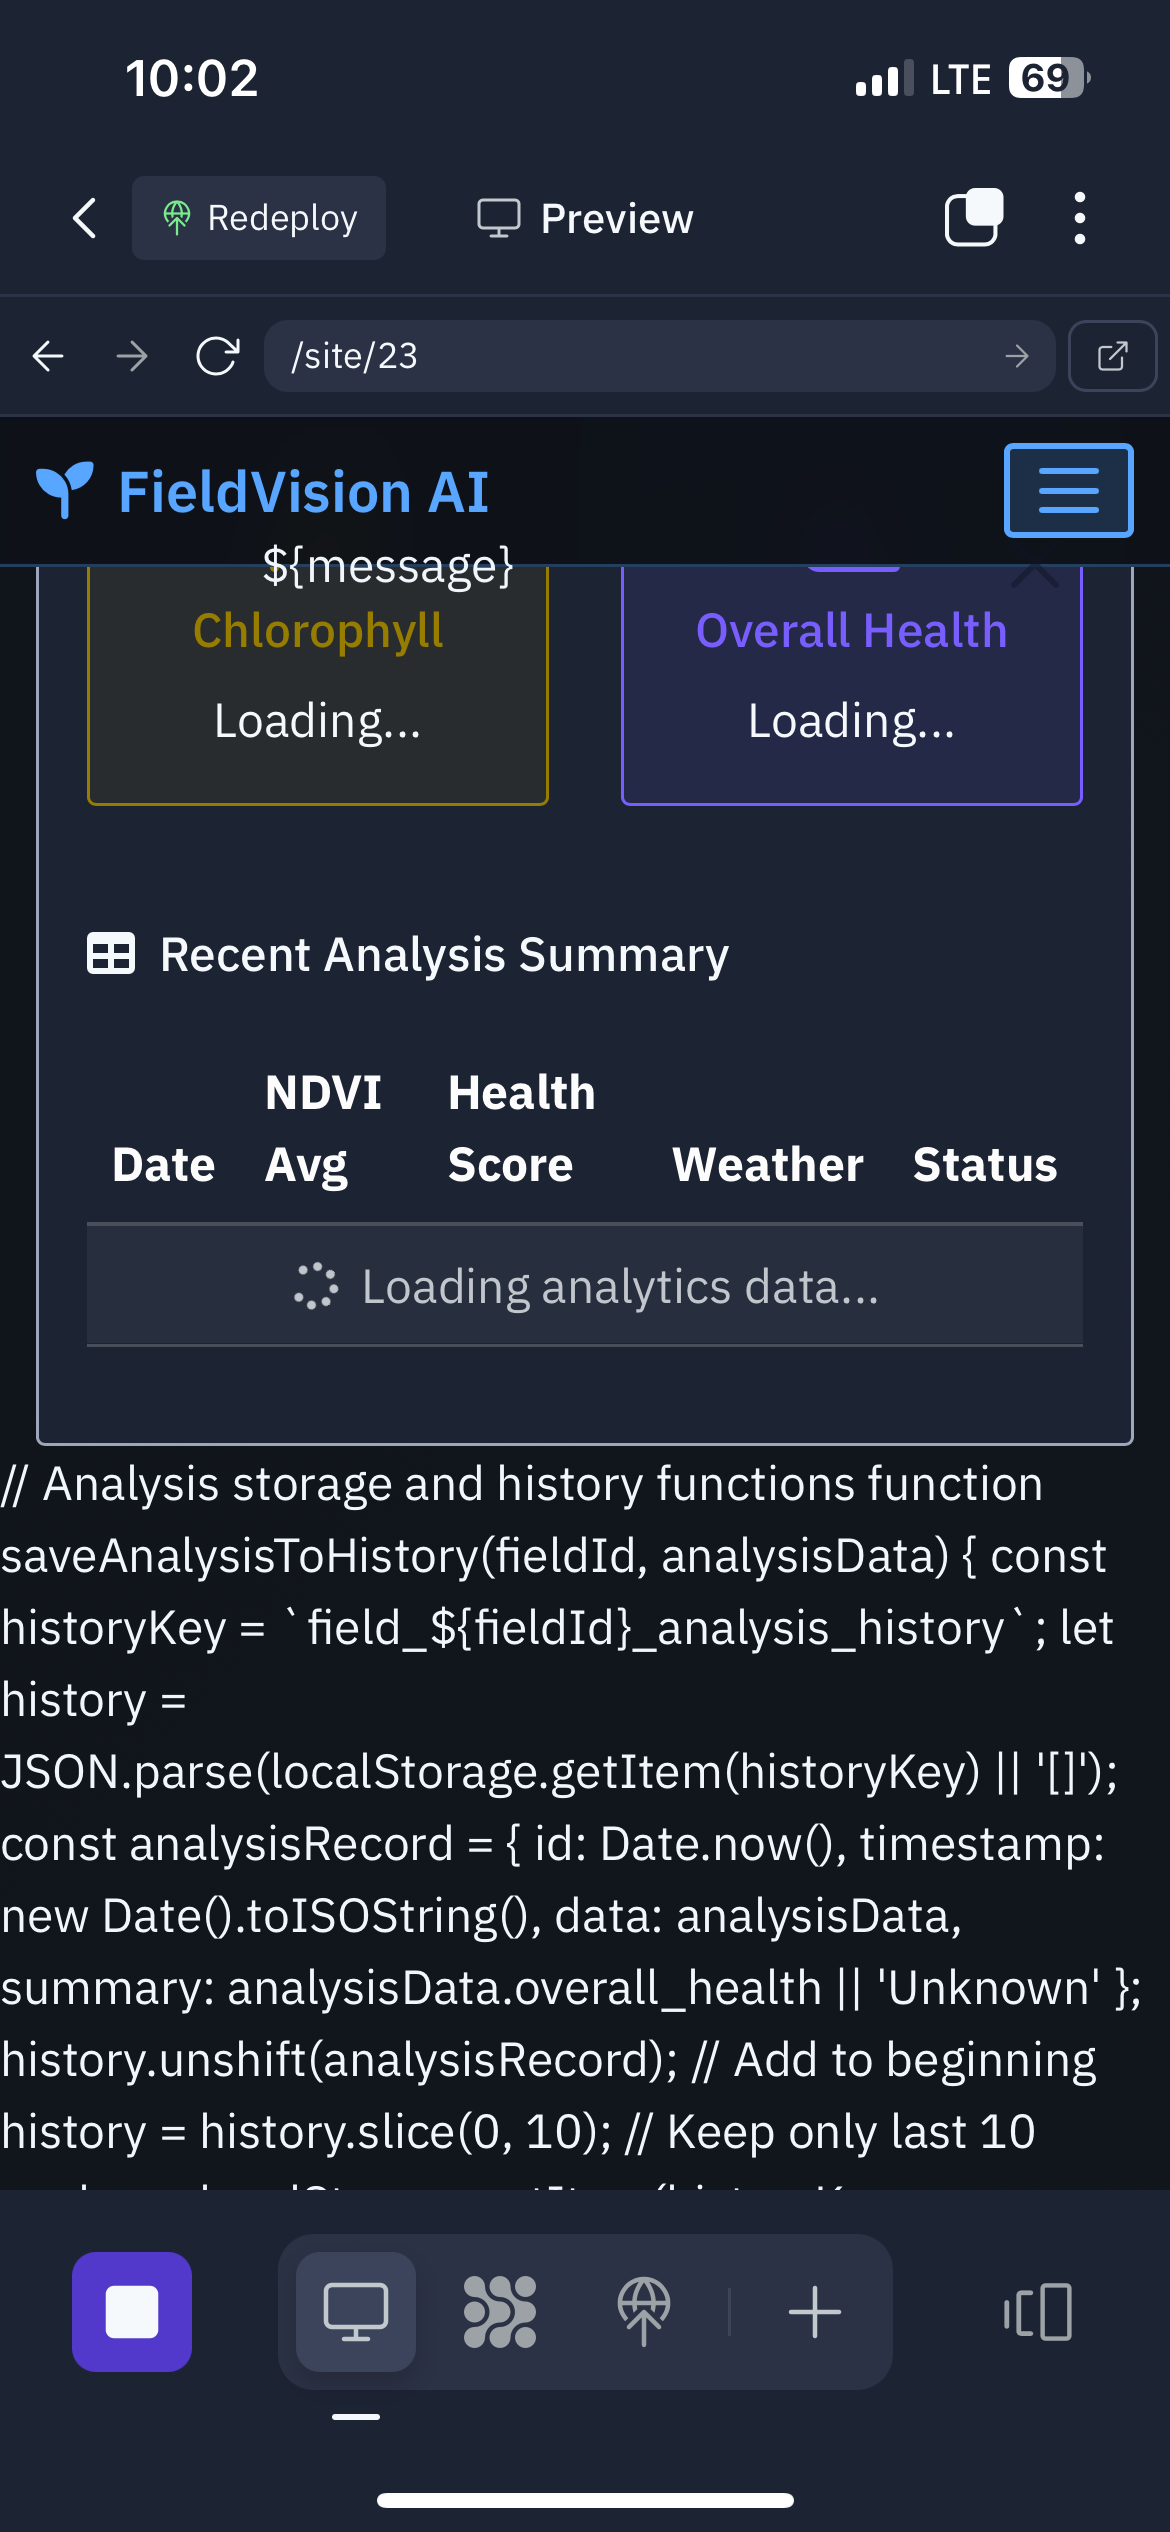 10:02
LTE 69
Redeploy
Preview
/site/23
FieldVision AI
${message}
Chlorophyll
Loading...
Overall Health
Loading...
Recent Analysis Summary
Date NDVI Avg Health Score Weather Status
Loading analytics data...
// Analysis storage and history functions function
saveAnalysisToHistory(fieldId, analysisData) { const
historyKey = `field_${fieldId}_analysis_history`; let
history =
JSON.parse(localStorage.getItem(historyKey) || '[]');
const analysisRecord = { id: Date.now(), timestamp:
new Date().toISOString(), data: analysisData,
summary: analysisData.overall_health || 'Unknown' };
history.unshift(analysisRecord); // Add to beginning
history = history.slice(0, 10); // Keep only last 10